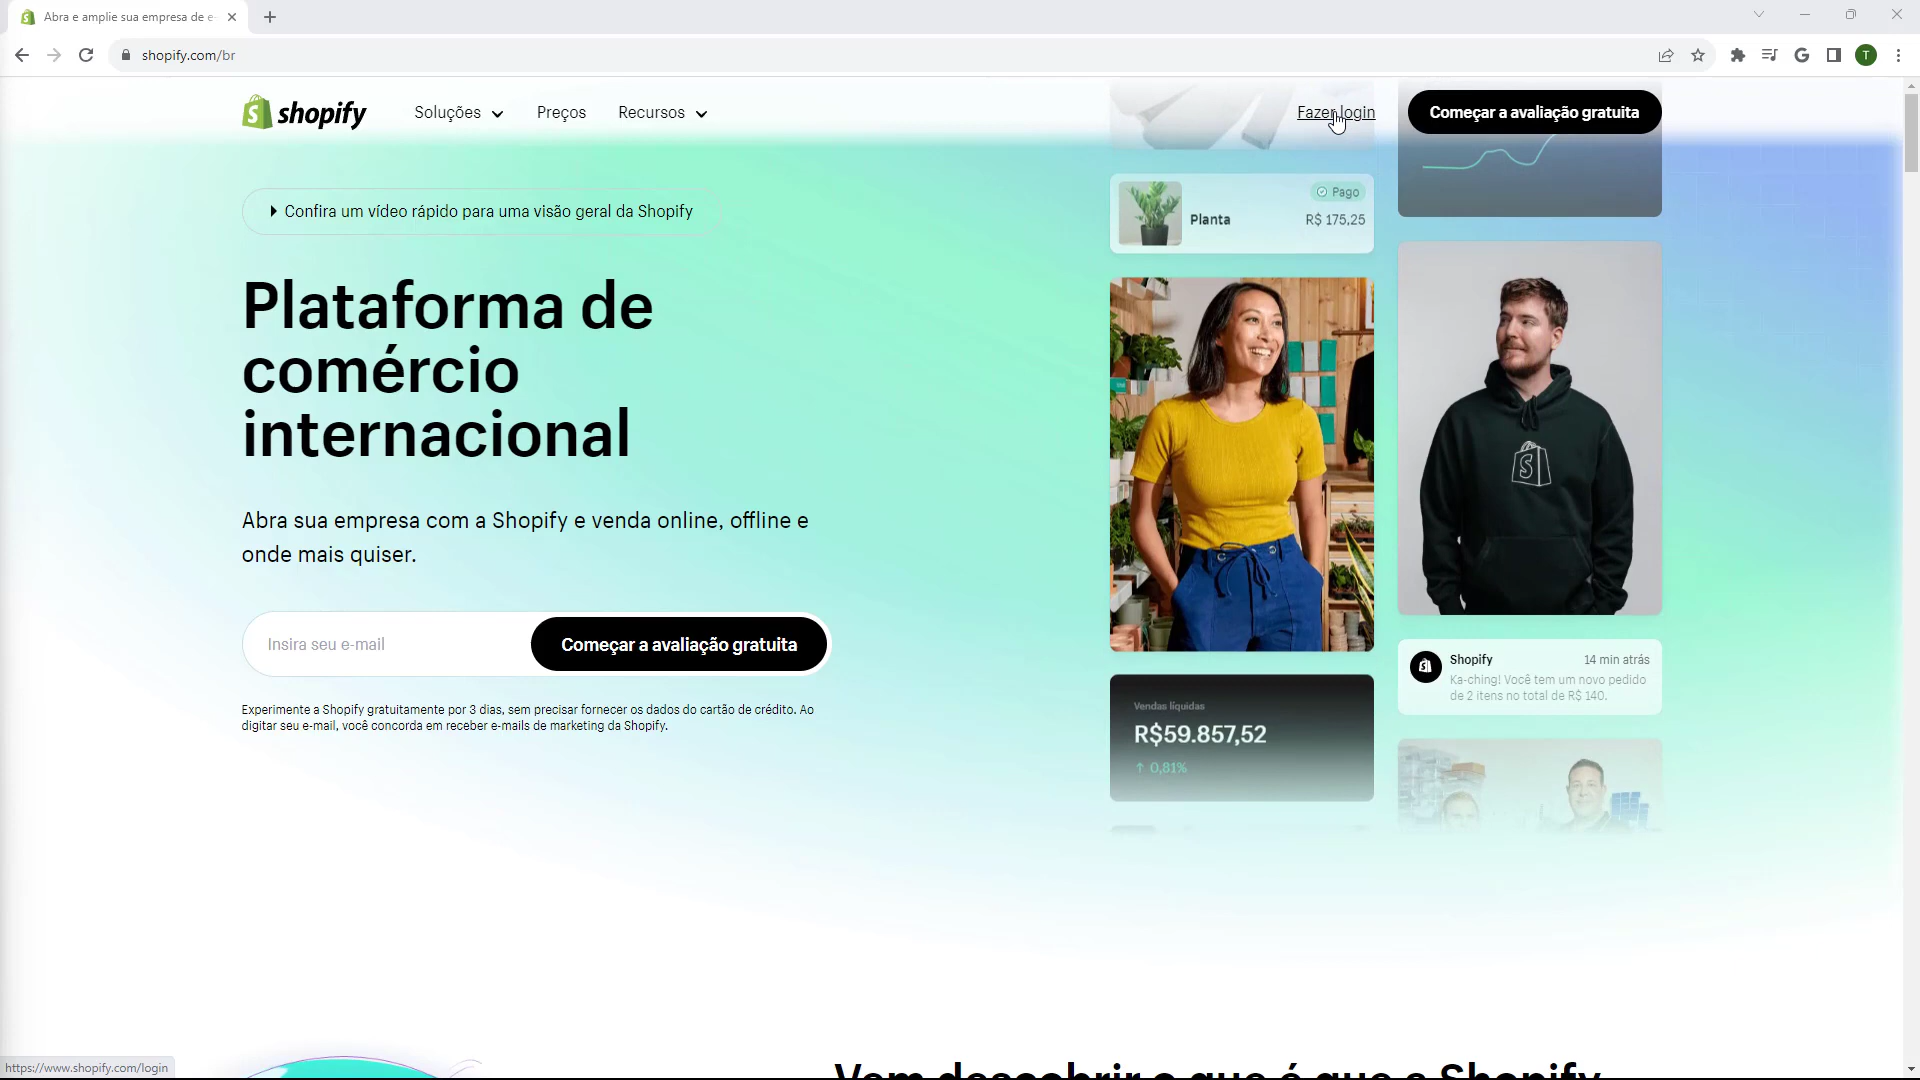 Abra e amplie sua empresa de e-
shopify.com/br
T
shopify
Soluções
Preços
Recursos
Fazer login
Começar a avaliação gratuita
Confira um vídeo rápido para uma visão geral da Shopify
Plataforma de
comércio
internacional
Abra sua empresa com a Shopify e venda online, offline e
onde mais quiser.
Insira seu e-mail
Começar a avaliação gratuita
Experimente a Shopify gratuitamente por 3 dias, sem precisar fornecer os dados do cartão de crédito. Ao
digitar seu e-mail, você concorda em receber e-mails de marketing da Shopify.
Pago
Planta
R$ 175,25
Vendas líquidas
R$59.857,52
↑ 0,81%
Shopify
14 min atrás
Ka-ching! Você tem um novo pedido
de 2 itens no total de R$ 140.
Vem descobrir o que é que a Shopify
https://www.shopify.com/login